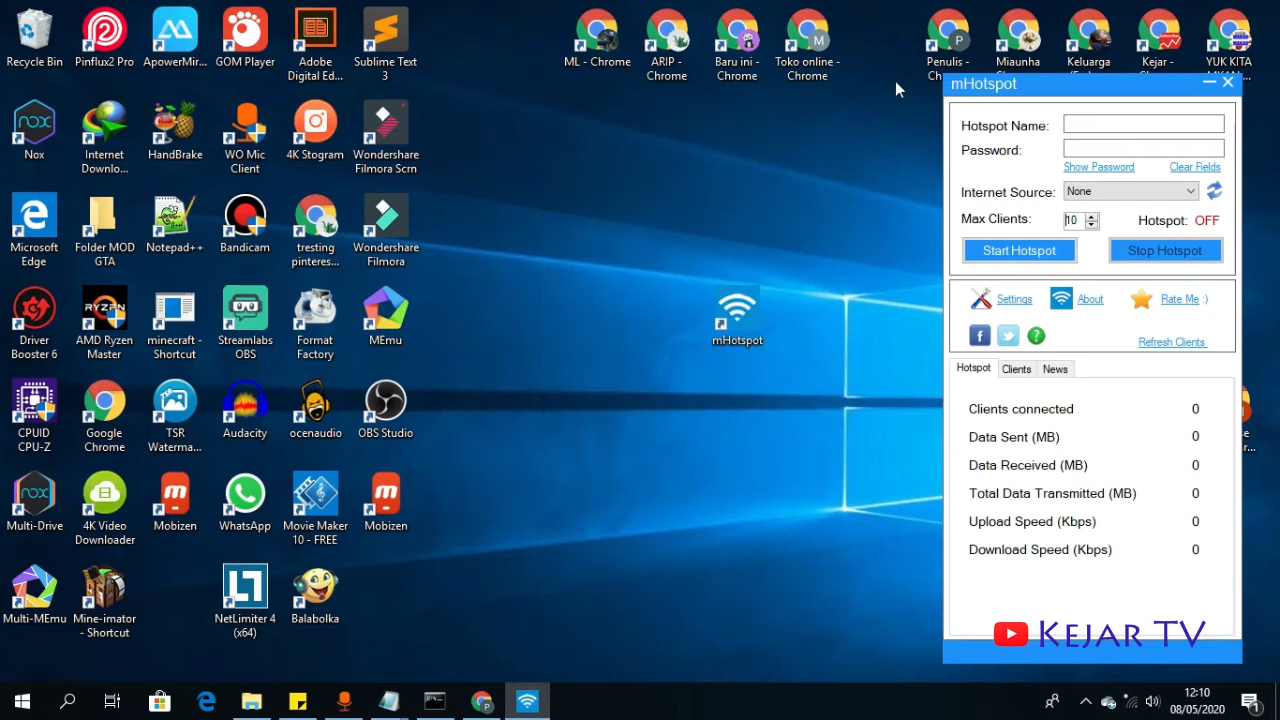 Recycle Bin
Pinflux2 Pro
ApowerMir...
GOM Player
Adobe
Digital Ed...
Sublime Text
3
ML - Chrome
ARIP -
Chrome
Baru ini -
Chrome
Toko online -
Chrome
Penulis -
Miaunha
Keluarga
Kejar -
YUK KITA
Nox
Internet
Downlo...
HandBrake
WO Mic
Client
4K Stogram
Wondershare
Filmora Scrn
Microsoft
Edge
Folder MOD
GTA
Notepad++
Bandicam
tresting
pinteres...
Wondershare
Filmora
Driver
Booster 6
RYZEN
AMD Ryzen
Master
minecraft -
Shortcut
Streamlabs
OBS
Format
Factory
MEmu
mHotspot
CPUID
CPU-Z
Google
Chrome
TSR
Waterma...
Audacity
ocenaudio
OBS Studio
Multi-Drive
4K Video
Downloader
Mobizen
WhatsApp
Movie Maker
10 - FREE
Mobizen
Multi-MEmu
Mine-imator
- Shortcut
NetLimiter 4
(x64)
Balabolka
mHotspot
Hotspot Name:
Password:
Show Password
Clear Fields
Internet Source:
None
Max Clients:
10
Hotspot: OFF
Start Hotspot
Stop Hotspot
Settings
About
Rate Me :)
Refresh Clients
Hotspot
Clients
News
Clients connected 0
Data Sent (MB) 0
Data Received (MB) 0
Total Data Transmitted (MB) 0
Upload Speed (Kbps) 0
Download Speed (Kbps) 0
KEJAR TV
12:10
08/05/2020